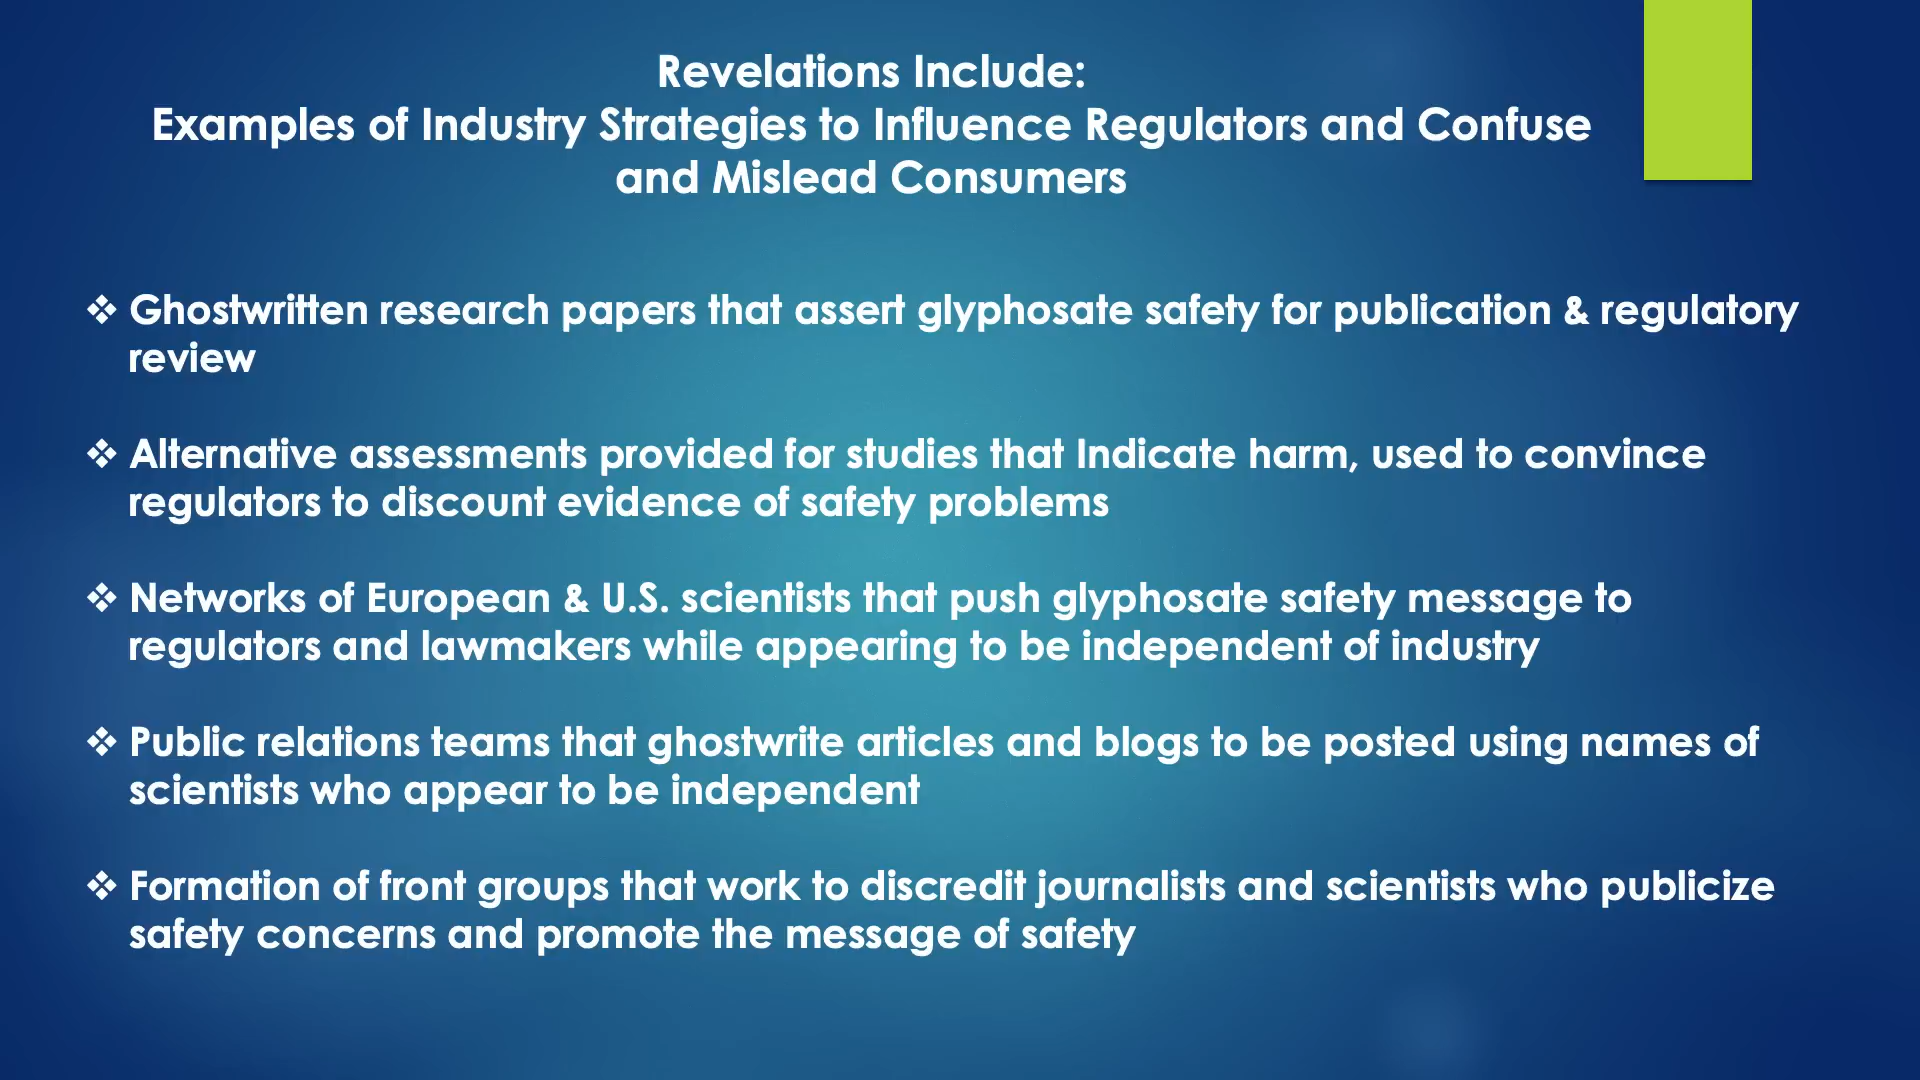 Revelations Include:
Examples of Industry Strategies to Influence Regulators and Confuse
and Mislead Consumers
❖ Ghostwritten research papers that assert glyphosate safety for publication & regulatory
review
❖ Alternative assessments provided for studies that Indicate harm, used to convince
regulators to discount evidence of safety problems
❖ Networks of European & U.S. scientists that push glyphosate safety message to
regulators and lawmakers while appearing to be independent of industry
❖ Public relations teams that ghostwrite articles and blogs to be posted using names of
scientists who appear to be independent
❖ Formation of front groups that work to discredit journalists and scientists who publicize
safety concerns and promote the message of safety